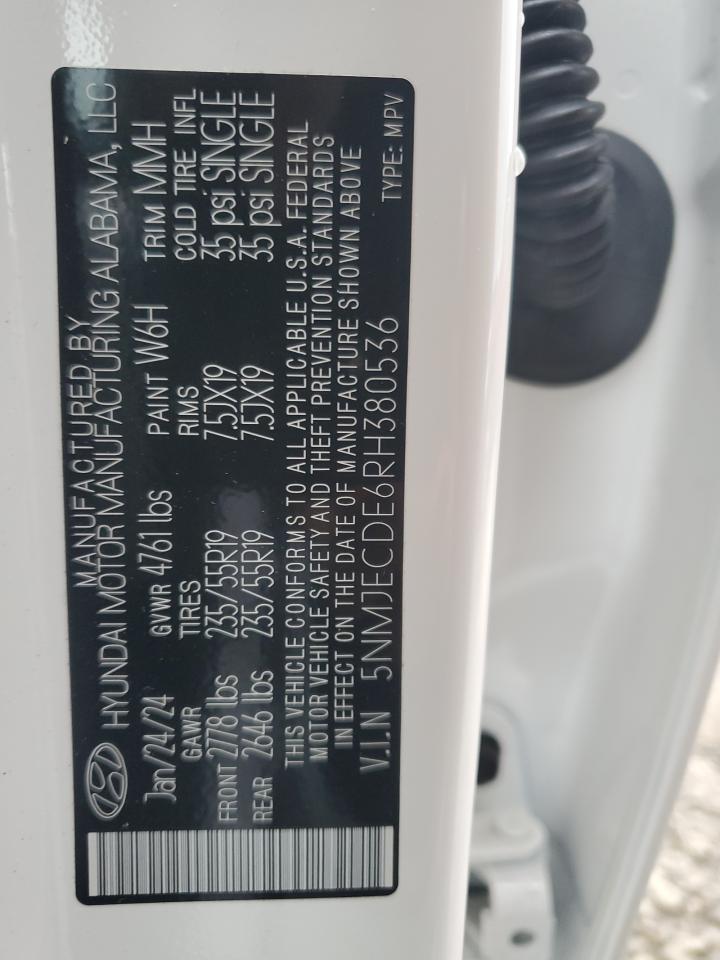 MANUFACTURED BY
HYUNDAI MOTOR MANUFACTURING ALABAMA, LLC
Jan/24/24 GVWR 4761 lbs PAINT W6H TRIM MMH
GAWR TIRES RIMS COLD TIRE INFL
FRONT 2778 lbs 235/55R19 7.5JX19 35 psi SINGLE
REAR 2646 lbs 235/55R19 7.5JX19 35 psi SINGLE
THIS VEHICLE CONFORMS TO ALL APPLICABLE U.S.A. FEDERAL
MOTOR VEHICLE SAFETY AND THEFT PREVENTION STANDARDS
IN EFFECT ON THE DATE OF MANUFACTURE SHOWN ABOVE
V.I.N 5NMJECDE6RH380536 TYPE: MPV